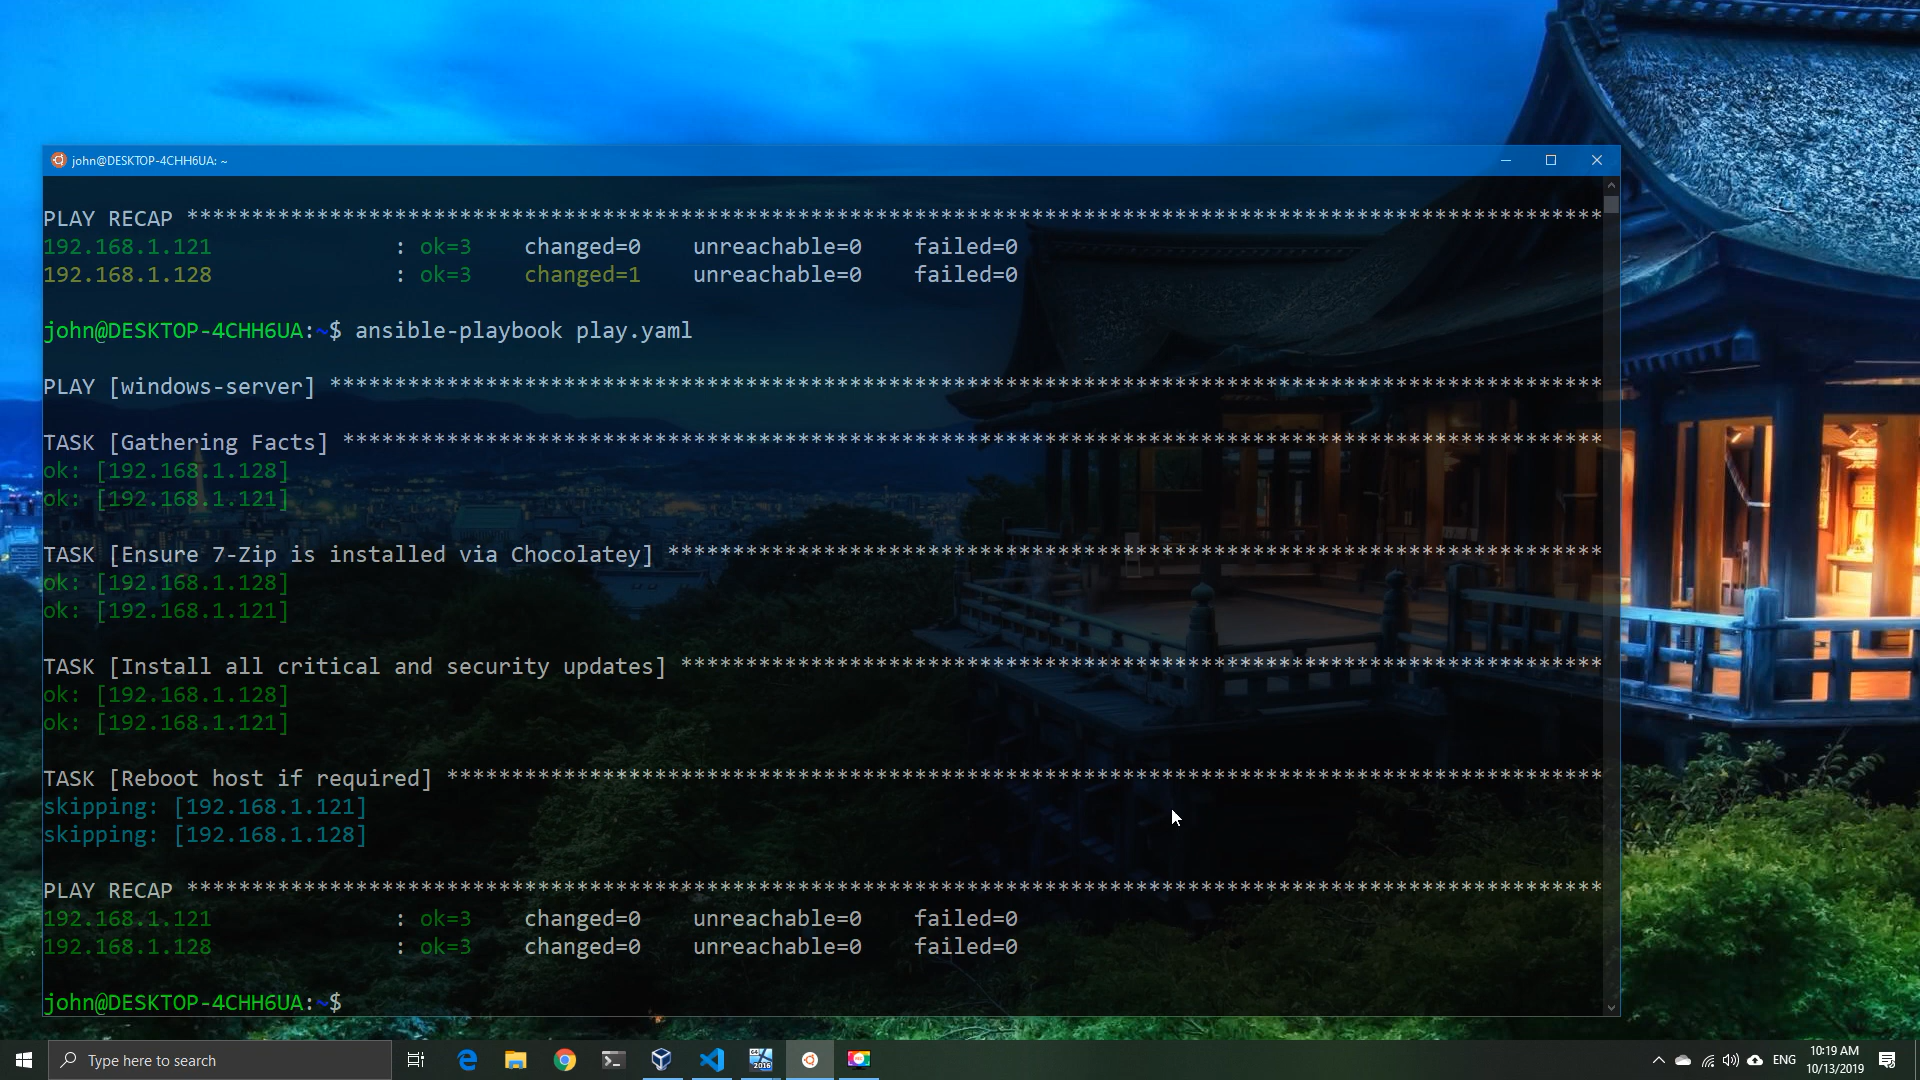 john@DESKTOP-4CHH6UA: ~
PLAY RECAP *************************************************************************************************************
192.168.1.121 : ok=3 changed=0 unreachable=0 failed=0
192.168.1.128 : ok=3 changed=1 unreachable=0 failed=0
john@DESKTOP-4CHH6UA:~$ ansible-playbook play.yaml
PLAY [windows-server] **************************************************************************************************
TASK [Gathering Facts] *************************************************************************************************
ok: [192.168.1.128]
ok: [192.168.1.121]
TASK [Ensure 7-Zip is installed via Chocolatey] ************************************************************************
ok: [192.168.1.128]
ok: [192.168.1.121]
TASK [Install all critical and security updates] ***********************************************************************
ok: [192.168.1.128]
ok: [192.168.1.121]
TASK [Reboot host if required] *****************************************************************************************
skipping: [192.168.1.121]
skipping: [192.168.1.128]
PLAY RECAP *************************************************************************************************************
192.168.1.121 : ok=3 changed=0 unreachable=0 failed=0
192.168.1.128 : ok=3 changed=0 unreachable=0 failed=0
john@DESKTOP-4CHH6UA:~$
Type here to search
2016
ENG
10:19 AM
10/13/2019